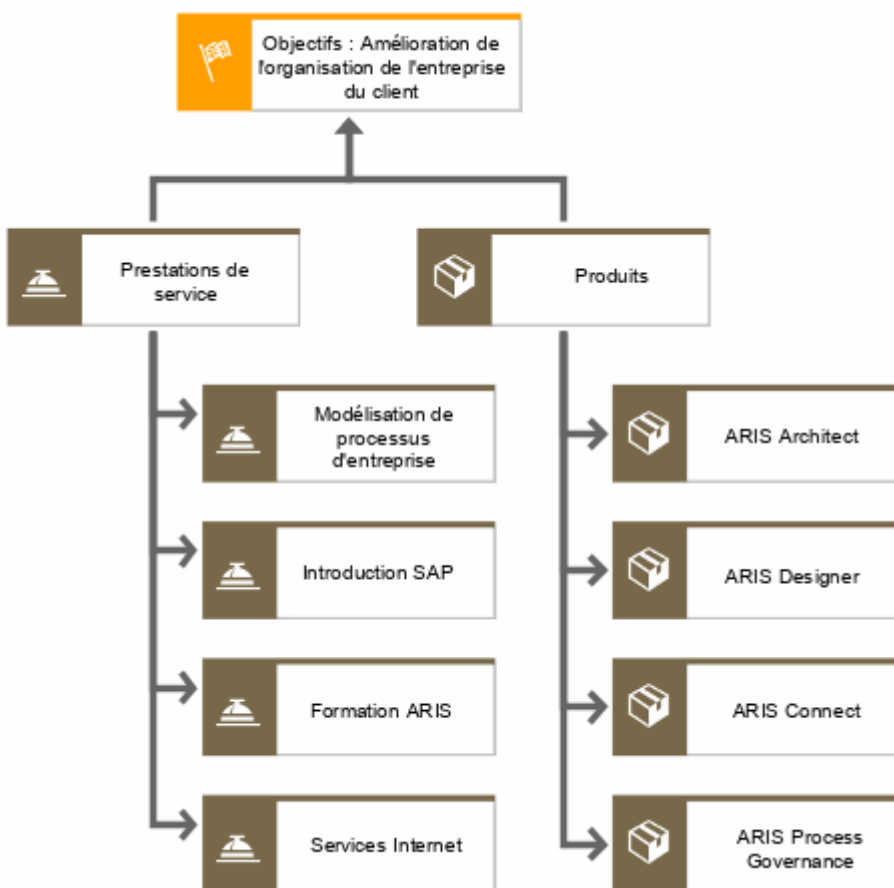 Objectifs : Amélioration de
l'organisation de l'entreprise
du client
Prestations de
service
Produits
Modélisation de
processus
d'entreprise
ARIS Architect
Introduction SAP
ARIS Designer
Formation ARIS
ARIS Connect
Services Internet
ARIS Process
Governance